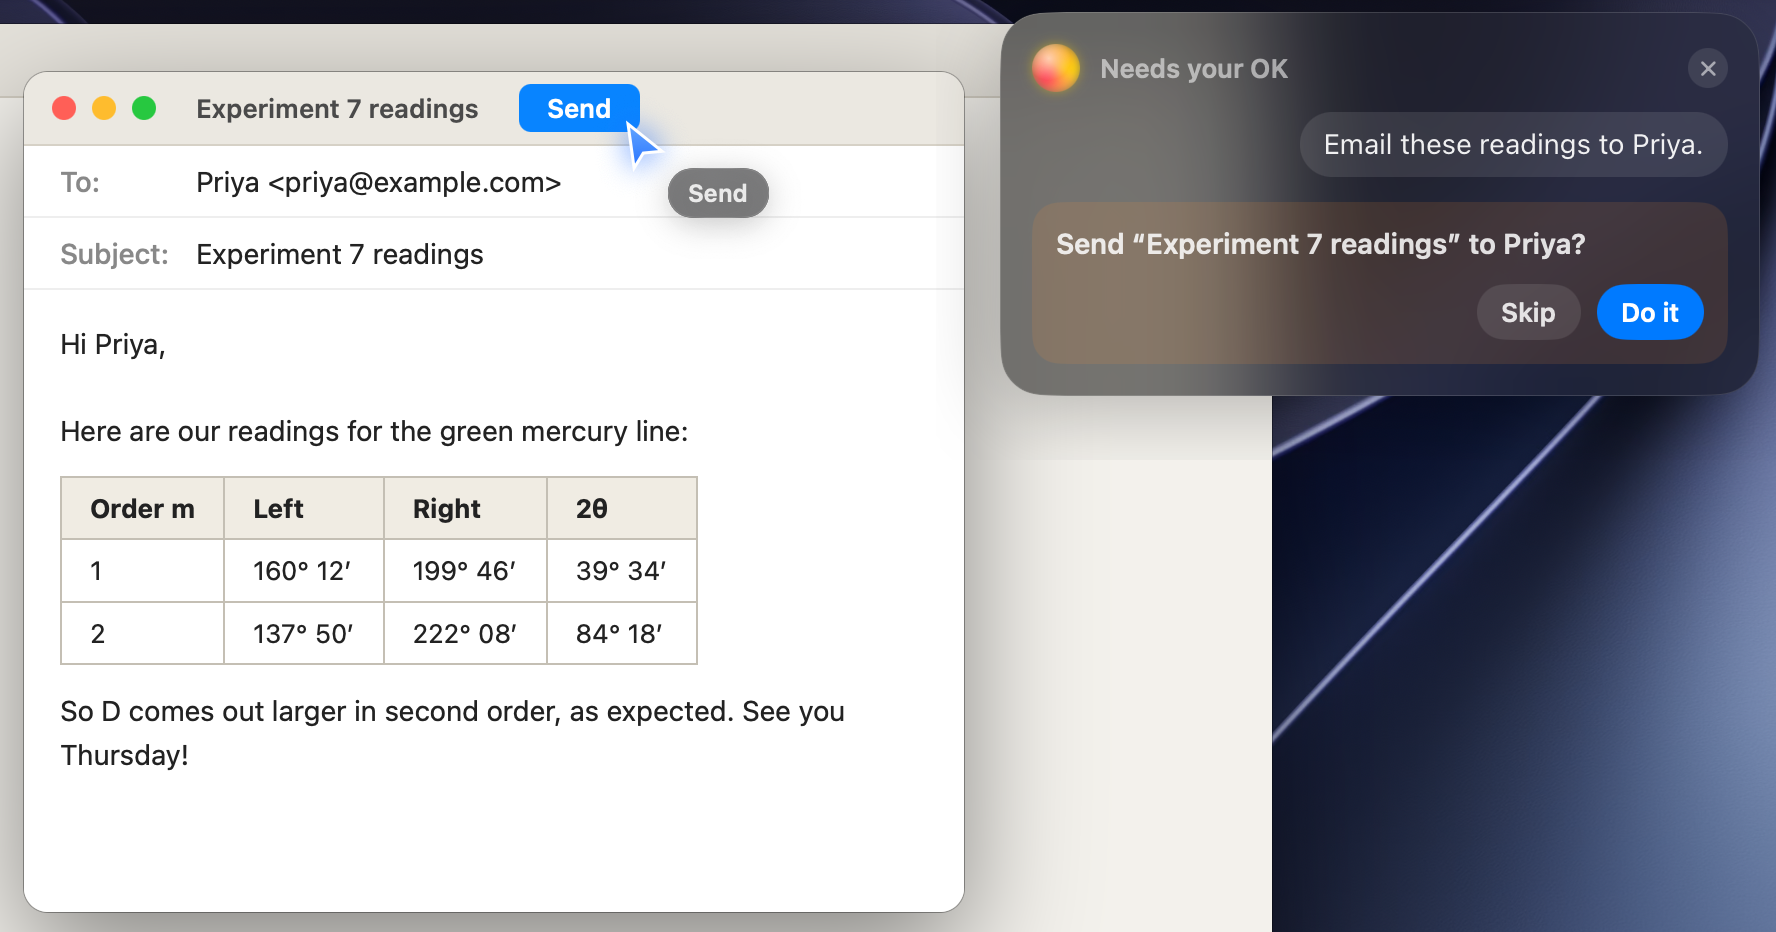 Experiment 7 readings
Send
To:
Priya <priya@example.com>
Send
Subject:
Experiment 7 readings
Hi Priya,
Here are our readings for the green mercury line:
Order m Left Right 2θ
1 160° 12′ 199° 46′ 39° 34′
2 137° 50′ 222° 08′ 84° 18′
So D comes out larger in second order, as expected. See you
Thursday!
Needs your OK
Email these readings to Priya.
Send “Experiment 7 readings” to Priya?
Skip
Do it